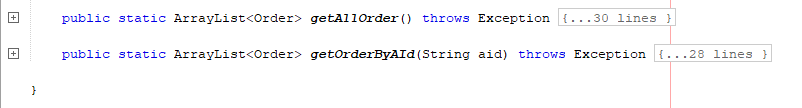 public static ArrayList<Order> getAllOrder() throws Exception {...30 lines }
public static ArrayList<Order> getOrderByAId(String aid) throws Exception {...28 lines }
}